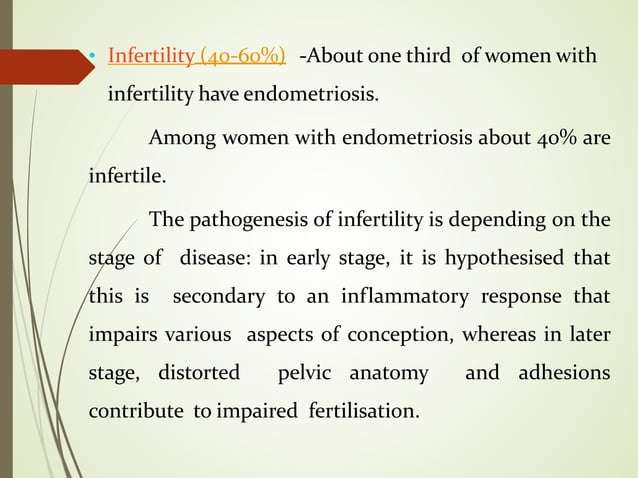 • Infertility (40-60%) -About one third of women with
infertility have endometriosis.
Among women with endometriosis about 40% are
infertile.
The pathogenesis of infertility is depending on the
stage of disease: in early stage, it is hypothesised that
this is secondary to an inflammatory response that
impairs various aspects of conception, whereas in later
stage, distorted pelvic anatomy and adhesions
contribute to impaired fertilisation.